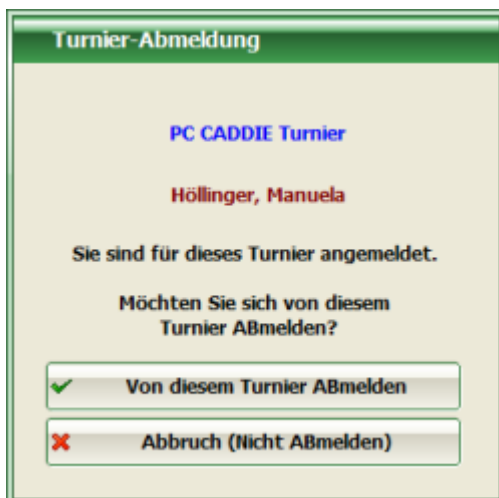 Turnier-Abmeldung
PC CADDIE Turnier
Höllinger, Manuela
Sie sind für dieses Turnier angemeldet.
Möchten Sie sich von diesem
Turnier ABmelden?
Von diesem Turnier ABmelden
Abbruch (Nicht ABmelden)